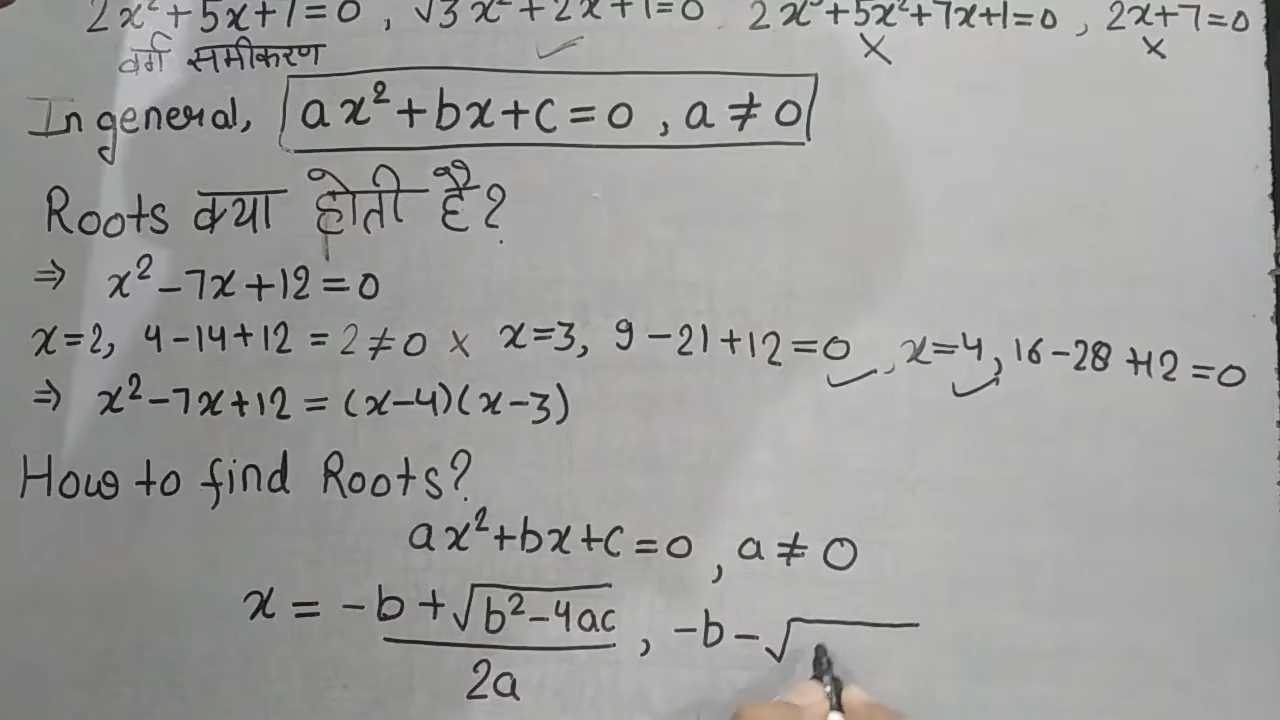 2x²+5x+1=0 , √3x²+2x+1=0 2x³+5x²+7x+1=0 , 2x+7=0
वर्ग समीकरण ✓ × ×
In general, ax²+bx+c=0 , a≠0
Roots क्या होती है?
⇒ x²-7x+12=0
x=2, 4-14+12=2≠0 × x=3, 9-21+12=0 ✓, x=4, 16-28+12=0 ✓
⇒ x²-7x+12=(x-4)(x-3)
How to find Roots?
ax²+bx+c=0 , a≠0
x = -b+√b²-4ac , -b-√
2a